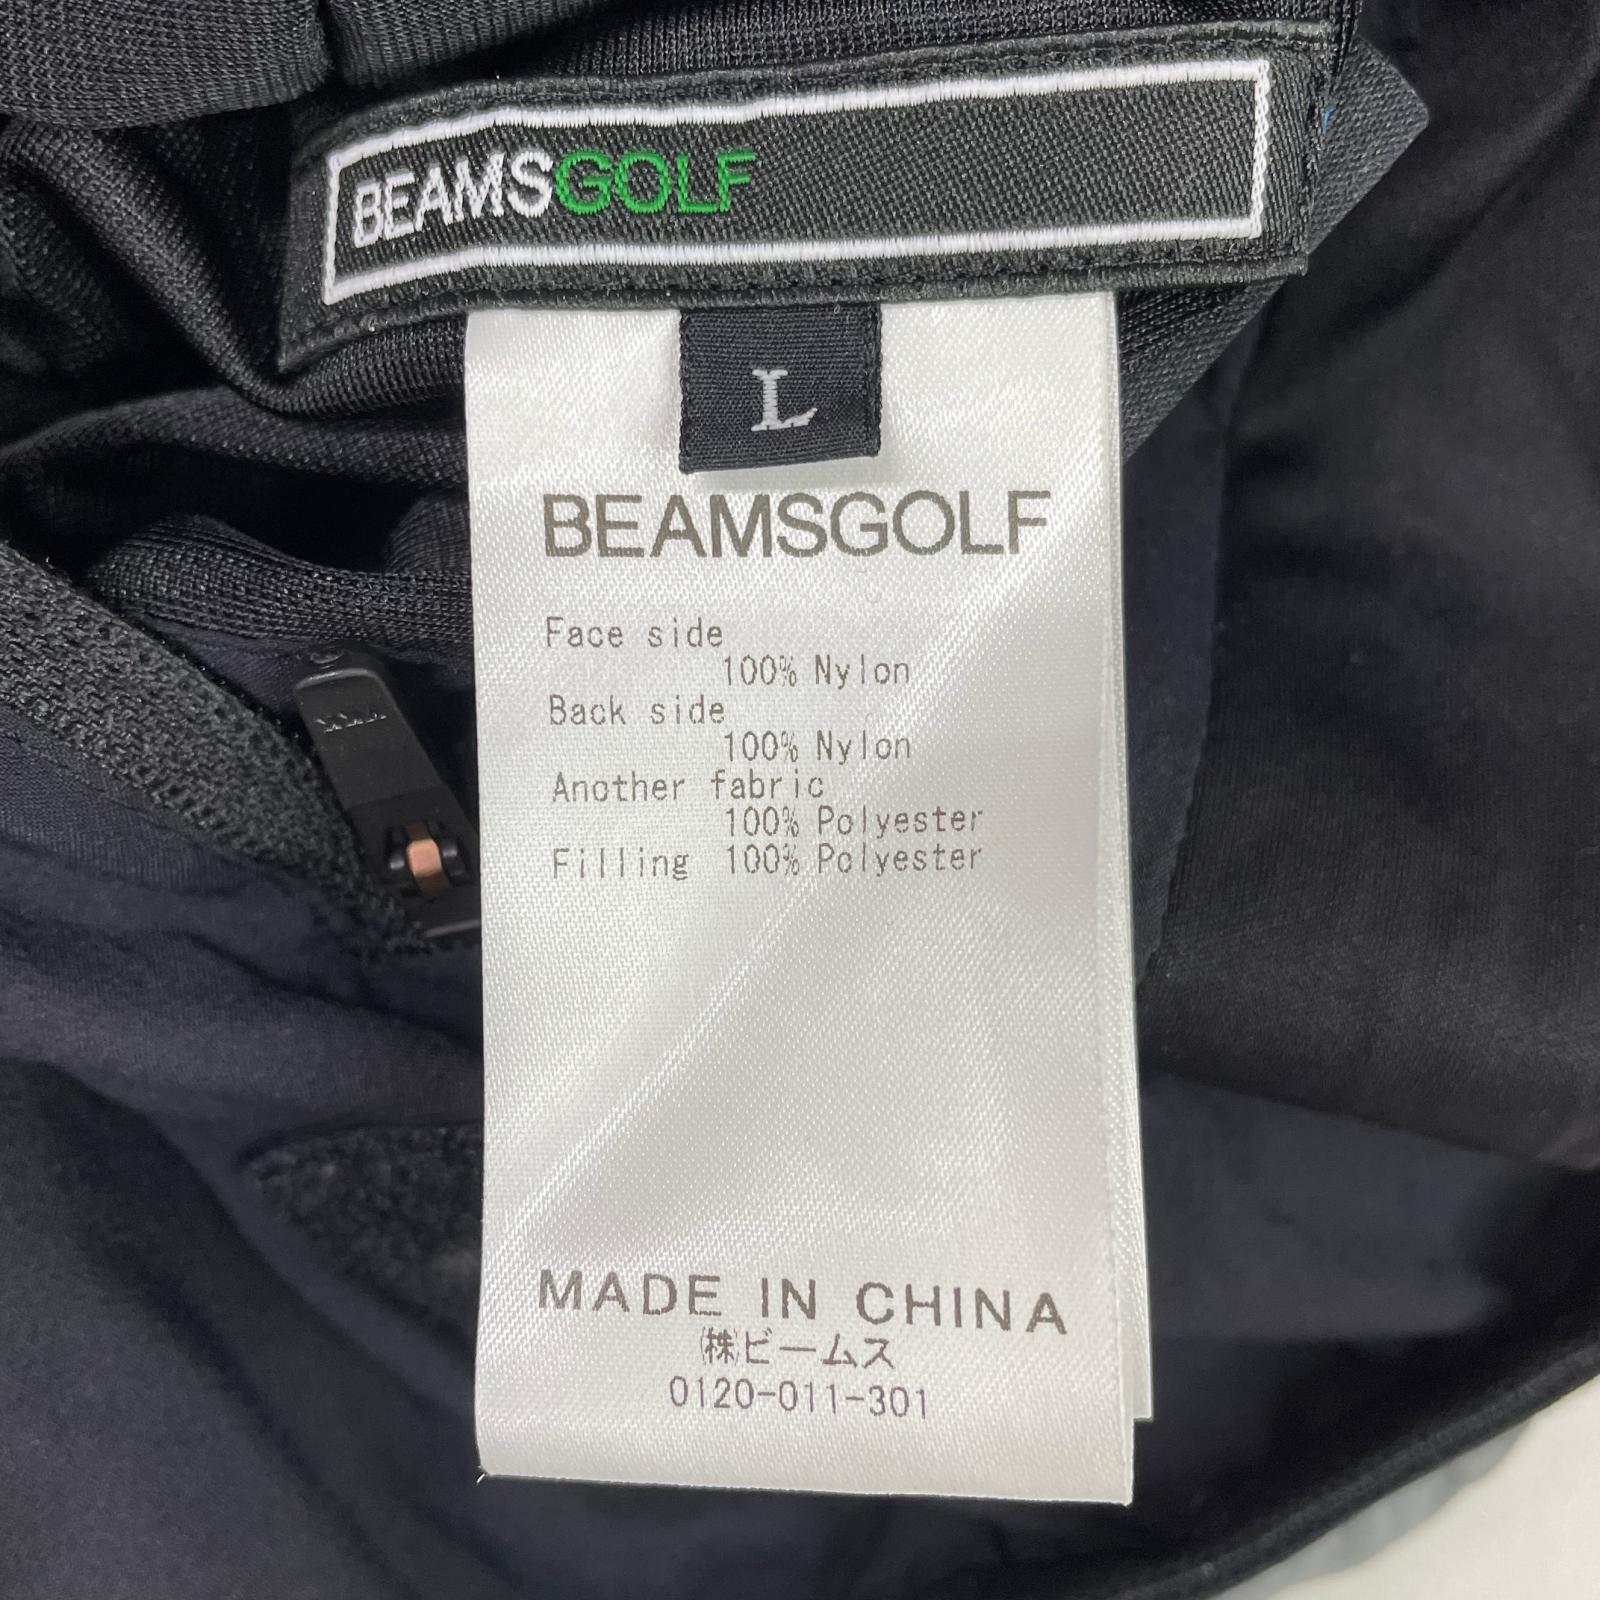 BEAMSGOLF
L
BEAMSGOLF
Face side
100% Nylon
Back side
100% Nylon
Another fabric
100% Polyester
Filling 100% Polyester
MADE IN CHINA
㈱ビームス
0120-011-301